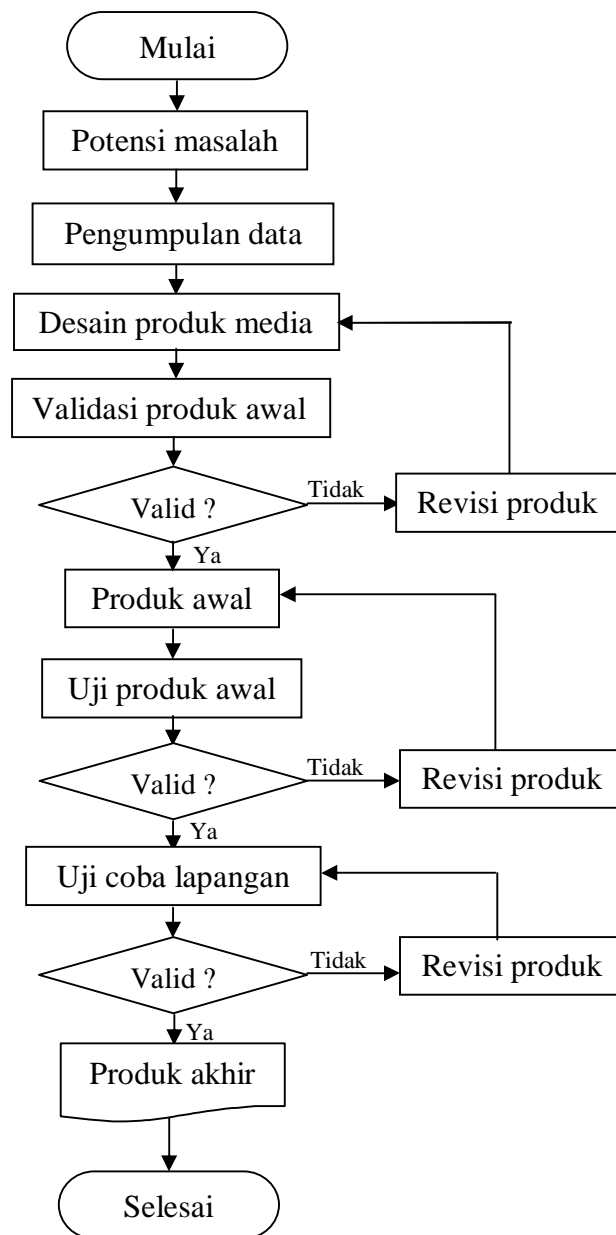 Mulai
Potensi masalah
Pengumpulan data
Desain produk media
Validasi produk awal
Valid ?
Tidak
Revisi produk
Ya
Produk awal
Uji produk awal
Valid ?
Tidak
Revisi produk
Ya
Uji coba lapangan
Valid ?
Tidak
Revisi produk
Ya
Produk akhir
Selesai